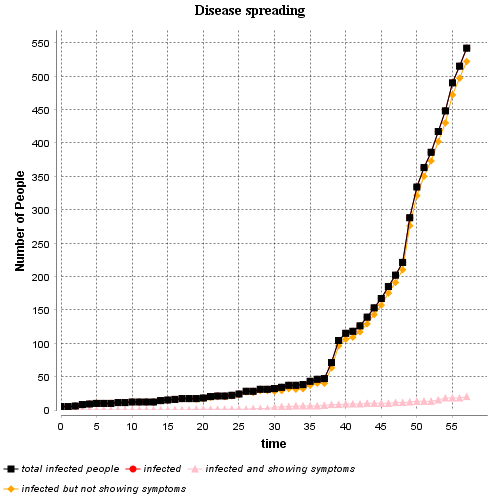 Disease spreading
Number of People
550
500
450
400
350
300
250
200
150
100
50
0
0 5 10 15 20 25 30 35 40 45 50 55
time
total infected people infected infected and showing symptoms
infected but not showing symptoms